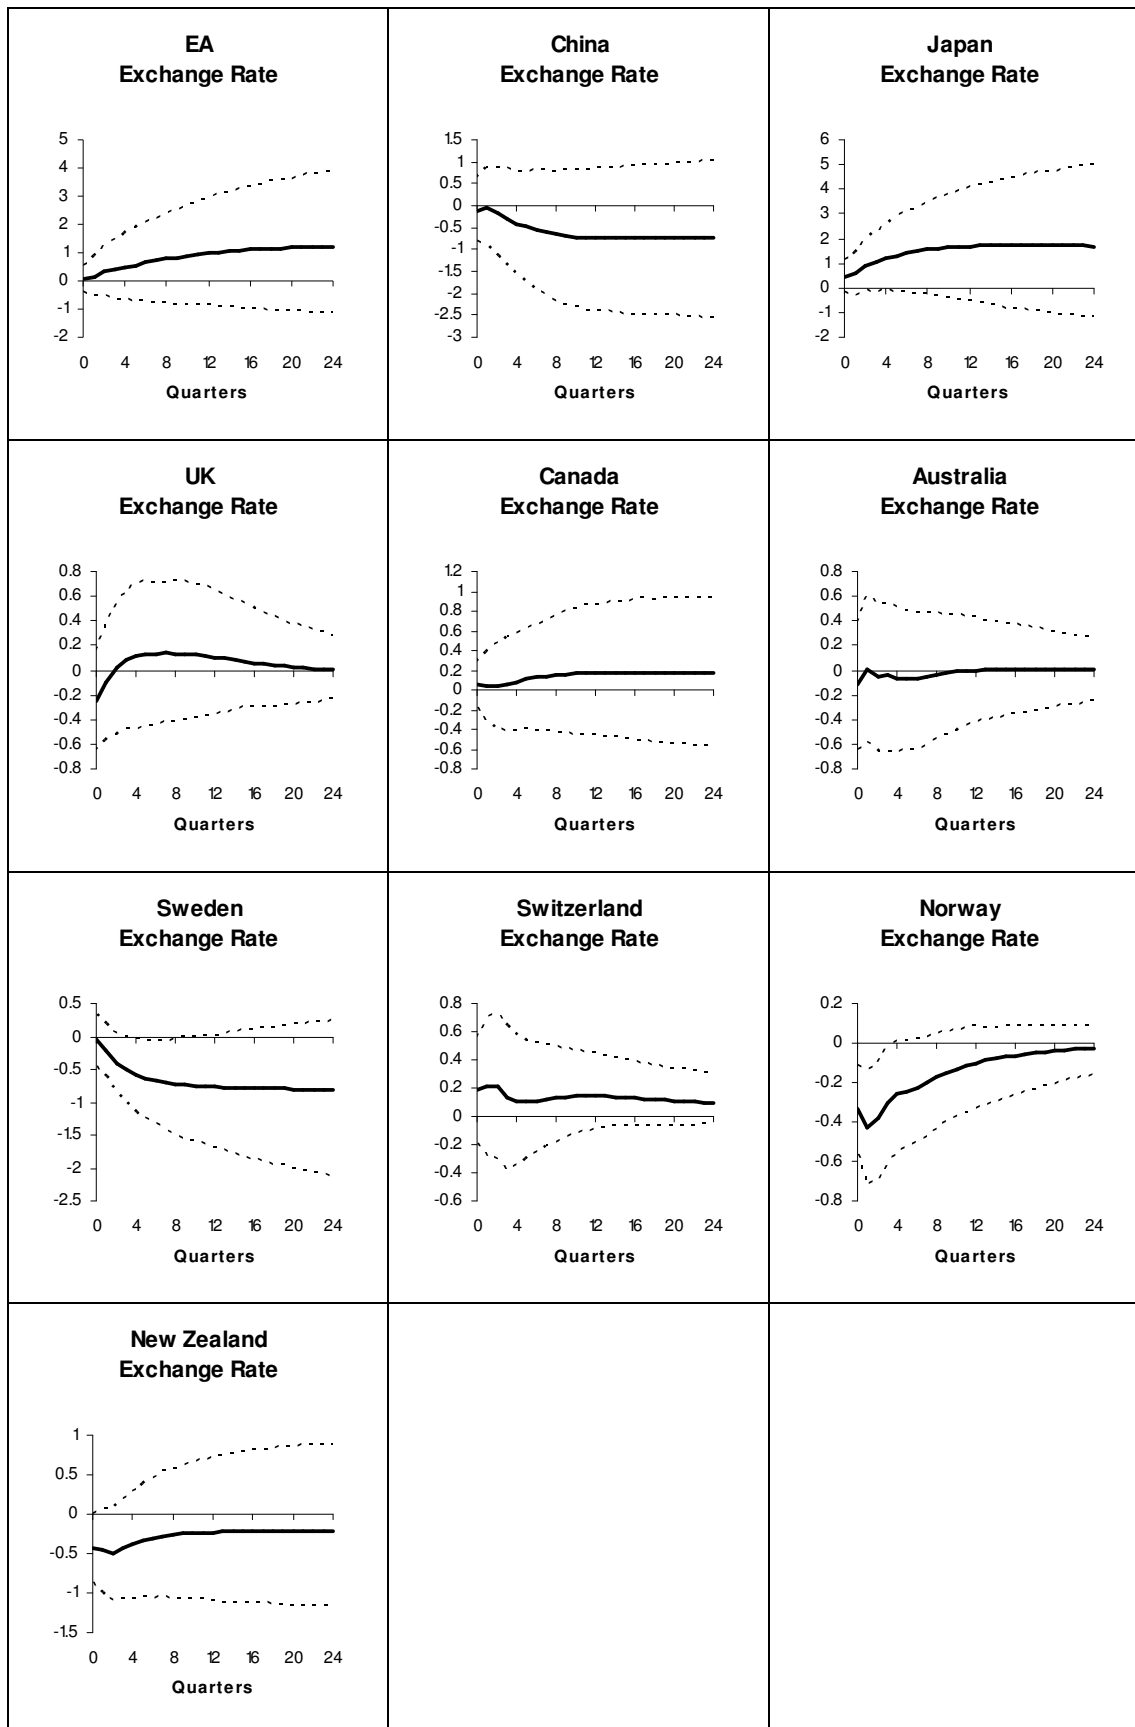 EA
Exchange Rate
5
4
3
2
1
0
-1
-2
0 4 8 12 16 20 24
Quarters
China
Exchange Rate
1.5
1
0.5
0
-0.5
-1
-1.5
-2
-2.5
-3
0 4 8 12 16 20 24
Quarters
Japan
Exchange Rate
6
5
4
3
2
1
0
-1
-2
0 4 8 12 16 20 24
Quarters
UK
Exchange Rate
0.8
0.6
0.4
0.2
0
-0.2
-0.4
-0.6
-0.8
0 4 8 12 16 20 24
Quarters
Canada
Exchange Rate
1.2
1
0.8
0.6
0.4
0.2
0
-0.2
-0.4
-0.6
-0.8
0 4 8 12 16 20 24
Quarters
Australia
Exchange Rate
0.8
0.6
0.4
0.2
0
-0.2
-0.4
-0.6
-0.8
0 4 8 12 16 20 24
Quarters
Sweden
Exchange Rate
0.5
0
-0.5
-1
-1.5
-2
-2.5
0 4 8 12 16 20 24
Quarters
Switzerland
Exchange Rate
0.8
0.6
0.4
0.2
0
-0.2
-0.4
-0.6
0 4 8 12 16 20 24
Quarters
Norway
Exchange Rate
0.2
0
-0.2
-0.4
-0.6
-0.8
0 4 8 12 16 20 24
Quarters
New Zealand
Exchange Rate
1
0.5
0
-0.5
-1
-1.5
0 4 8 12 16 20 24
Quarters